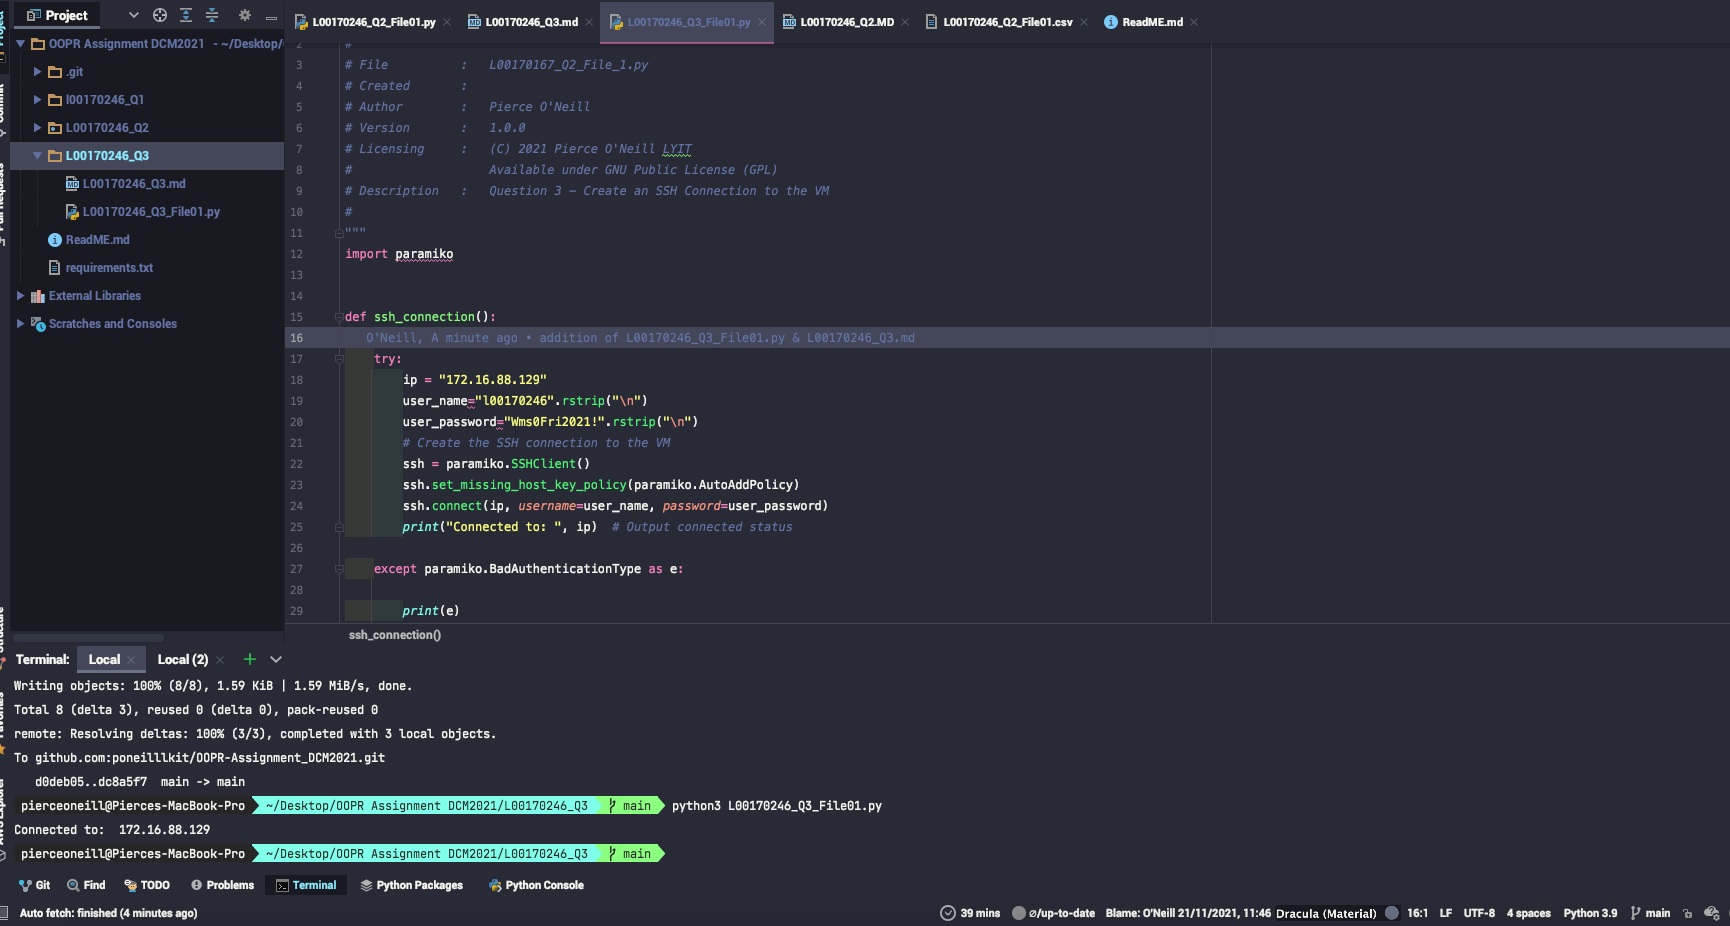 Project
L00170246_Q2_File01.py
L00170246_Q3.md
L00170246_Q3_File01.py
L00170246_Q2.MD
L00170246_Q2_File01.csv
ReadME.md
OOPR Assignment DCM2021 - ~/Desktop/
.git
l00170246_Q1
L00170246_Q2
L00170246_Q3
L00170246_Q3.md
L00170246_Q3_File01.py
ReadME.md
requirements.txt
External Libraries
Scratches and Consoles
2 #
3 # File : L00170167_Q2_File_1.py
4 # Created :
5 # Author : Pierce O'Neill
6 # Version : 1.0.0
7 # Licensing : (C) 2021 Pierce O'Neill LYIT
8 # Available under GNU Public License (GPL)
9 # Description : Question 3 - Create an SSH Connection to the VM
10 #
11 """
12 import paramiko
13
14
15 def ssh_connection():
16 O'Neill, A minute ago • addition of L00170246_Q3_File01.py & L00170246_Q3.md
17 try:
18 ip = "172.16.88.129"
19 user_name="l00170246".rstrip("\n")
20 user_password="Wms0Fri2021!".rstrip("\n")
21 # Create the SSH connection to the VM
22 ssh = paramiko.SSHClient()
23 ssh.set_missing_host_key_policy(paramiko.AutoAddPolicy)
24 ssh.connect(ip, username=user_name, password=user_password)
25 print("Connected to: ", ip) # Output connected status
26
27 except paramiko.BadAuthenticationType as e:
28
29 print(e)
ssh_connection()
Terminal: Local Local (2)
Writing objects: 100% (8/8), 1.59 KiB | 1.59 MiB/s, done.
Total 8 (delta 3), reused 0 (delta 0), pack-reused 0
remote: Resolving deltas: 100% (3/3), completed with 3 local objects.
To github.com:poneilllkit/OOPR-Assignment_DCM2021.git
d0deb05..dc8a5f7 main -> main
pierceoneill@Pierces-MacBook-Pro ~/Desktop/OOPR Assignment DCM2021/L00170246_Q3 main python3 L00170246_Q3_File01.py
Connected to:  172.16.88.129
pierceoneill@Pierces-MacBook-Pro ~/Desktop/OOPR Assignment DCM2021/L00170246_Q3 main
Git Find TODO Problems Terminal Python Packages Python Console
Auto fetch: finished (4 minutes ago) 39 mins ∅/up-to-date Blame: O'Neill 21/11/2021, 11:46 Dracula (Material) 16:1 LF UTF-8 4 spaces Python 3.9 main